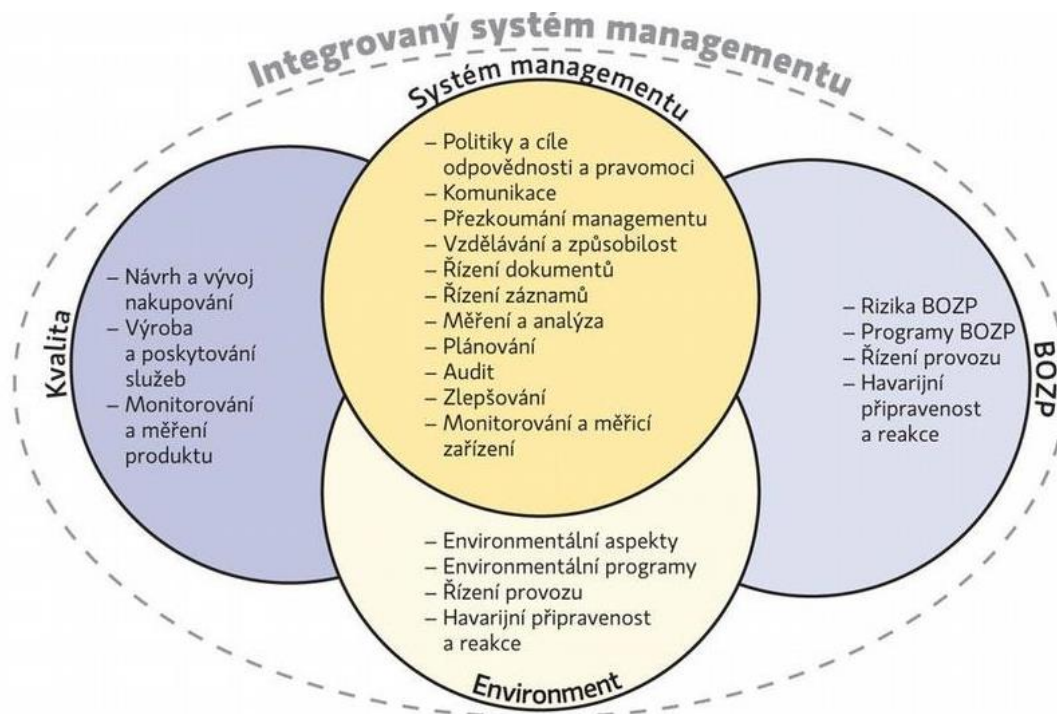 Integrovaný systém managementu
Systém managementu
– Politiky a cíle
odpovědnosti a pravomoci
– Komunikace
– Přezkoumání managementu
– Vzdělávání a způsobilost
– Řízení dokumentů
– Řízení záznamů
– Měření a analýza
– Plánování
– Audit
– Zlepšování
– Monitorování a měřicí
zařízení
Kvalita
– Návrh a vývoj
nakupování
– Výroba
a poskytování
služeb
– Monitorování
a měření
produktu
BOZP
– Rizika BOZP
– Programy BOZP
– Řízení provozu
– Havarijní
připravenost
a reakce
– Environmentální aspekty
– Environmentální programy
– Řízení provozu
– Havarijní připravenost
a reakce
Environment